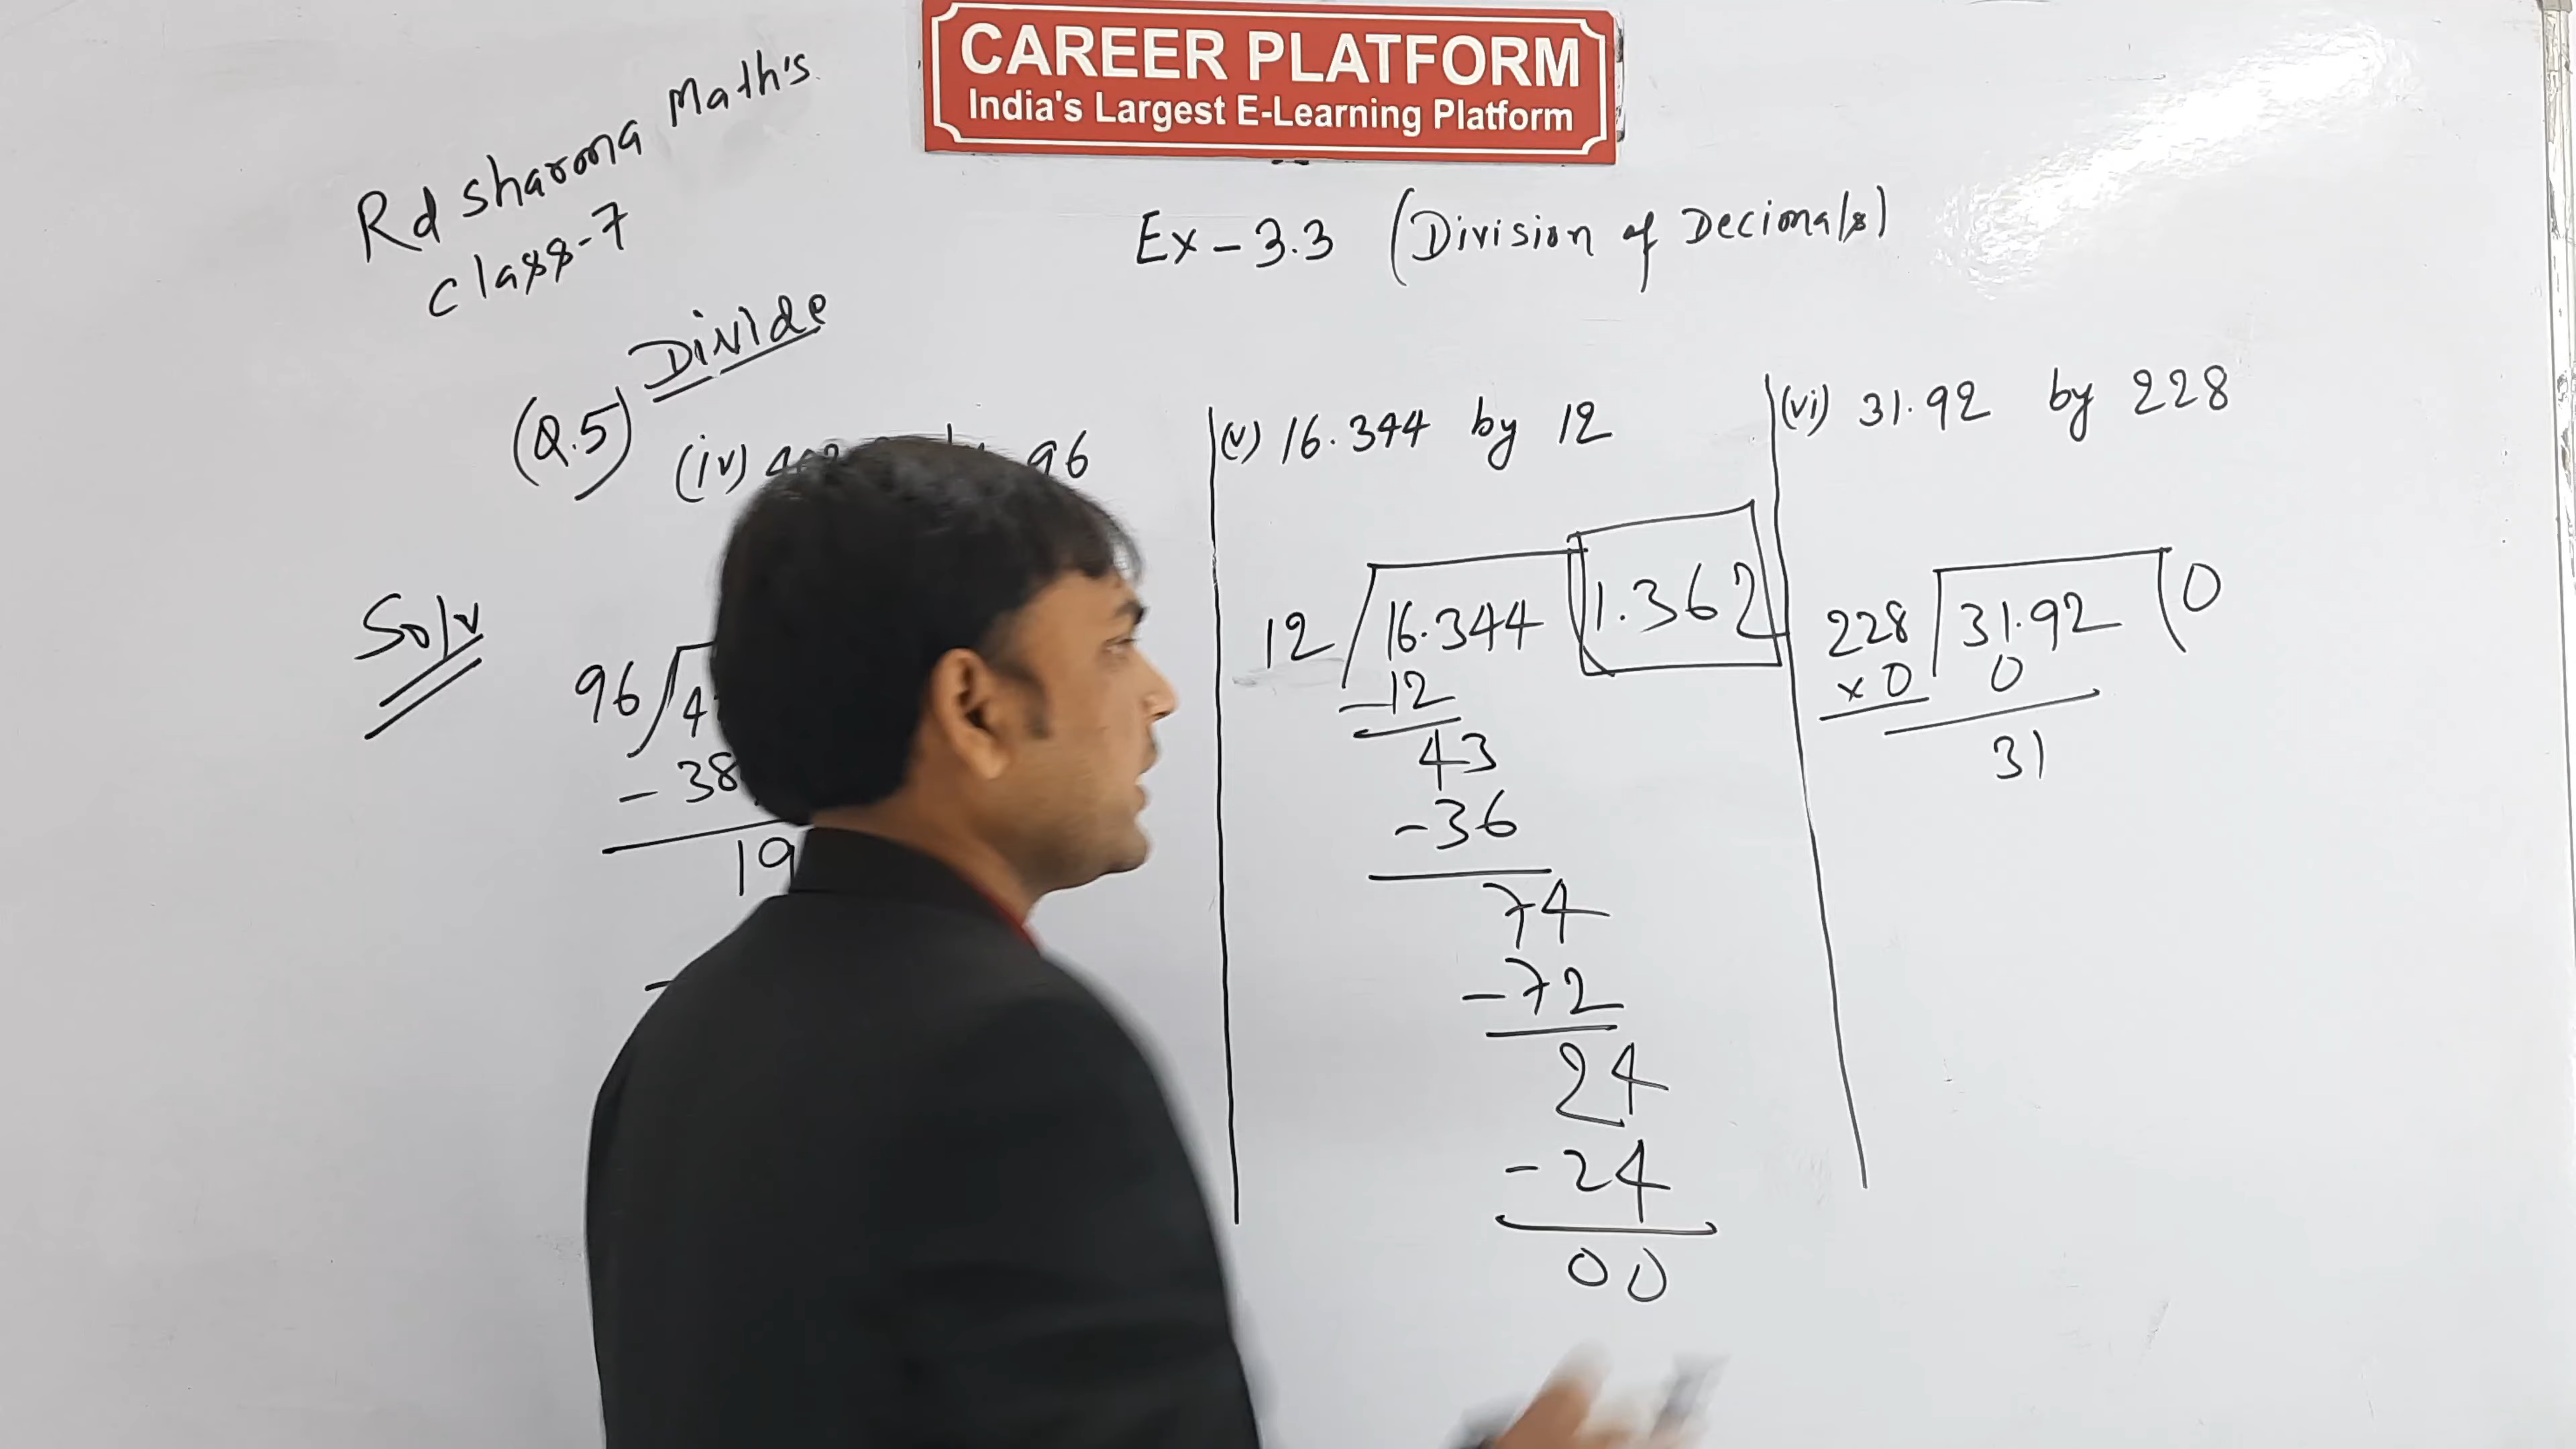 CAREER PLATFORM
India's Largest E-Learning Platform
Rd Sharma Math's
Class-7
Ex-3.3 (Division of Decimals)
(Q.5) Divide
(iv) 96
(v) 16.344 by 12
(vi) 31.92 by 228
Solv
96 4
-38
19
-
12 16.344 1.362
-12
43
-36
74
-72
24
-24
00
228 31.92 0
×0 0
31